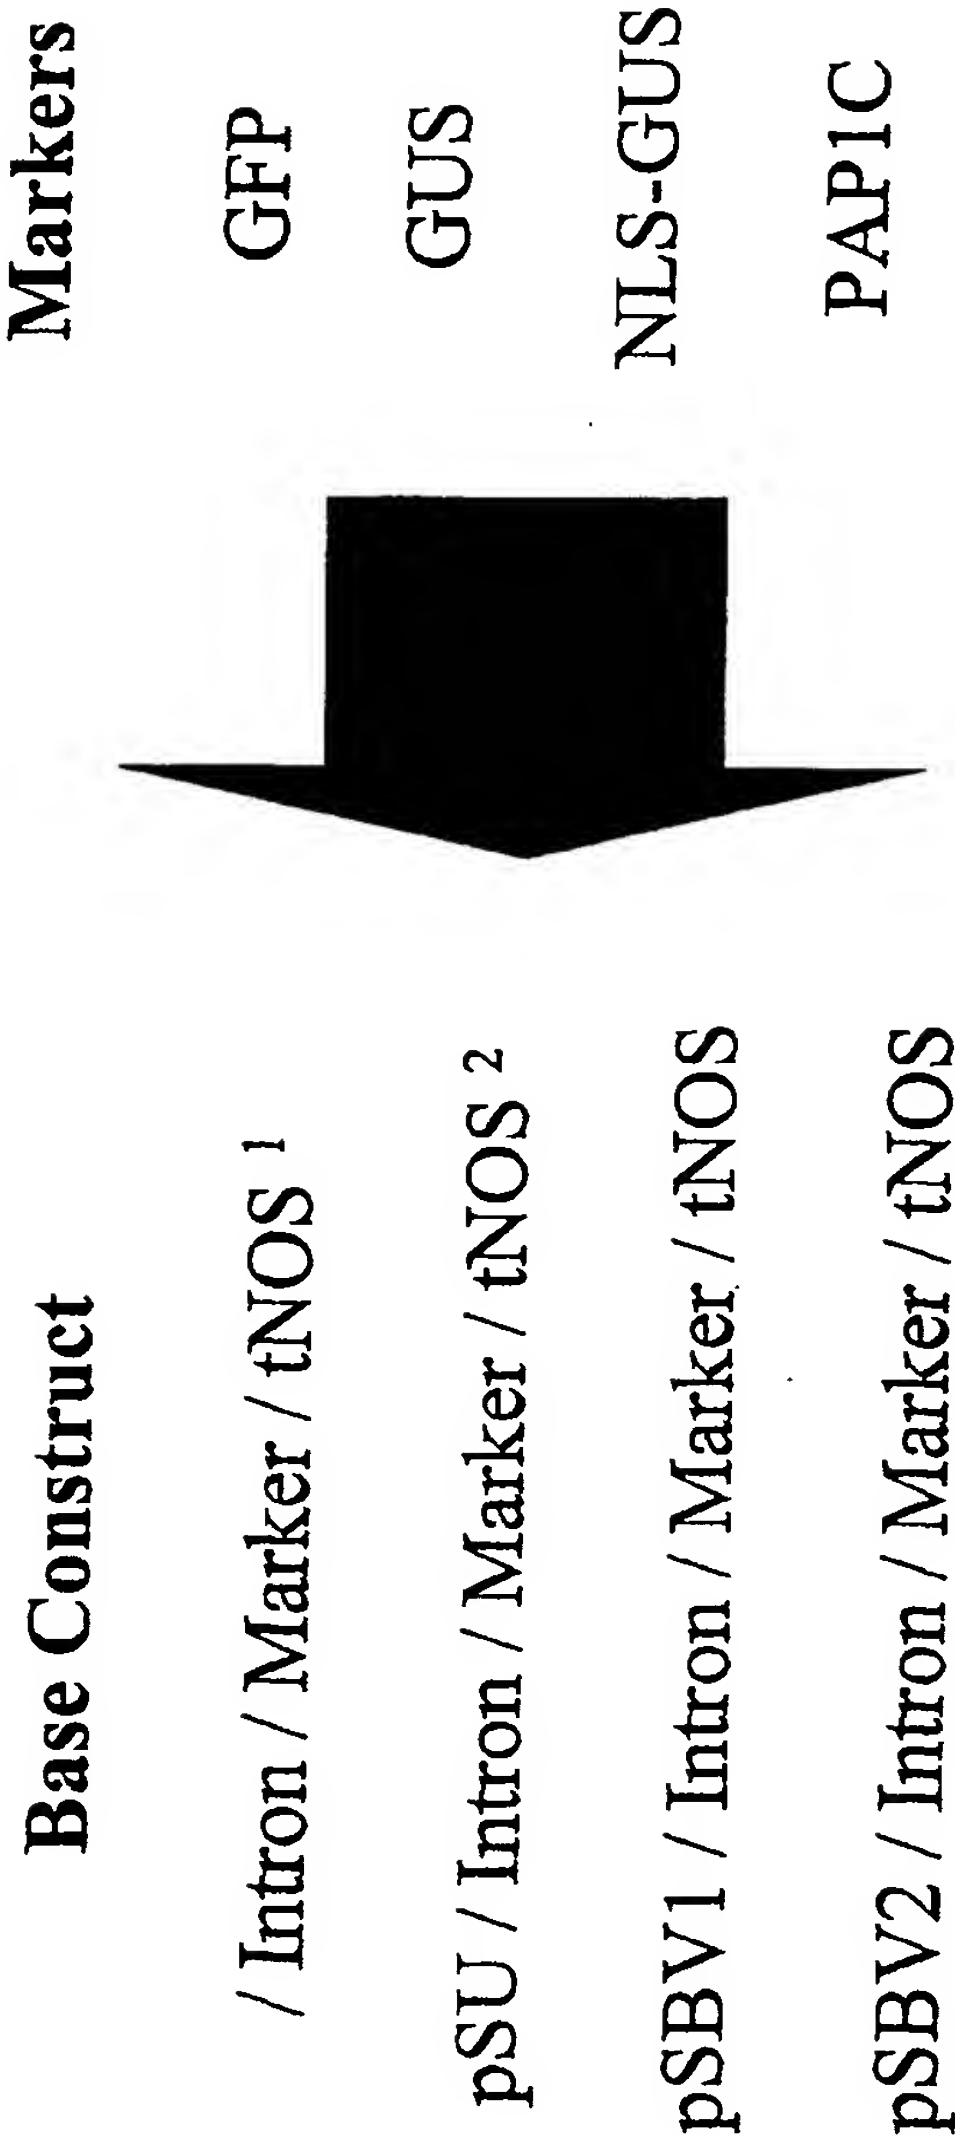 Base Construct
/ Intron / Marker / tNOS 1
pSU / Intron / Marker / tNOS 2
pSBV1 / Intron / Marker / tNOS
pSBV2 / Intron / Marker / tNOS
Markers
GFP
GUS
NLS-GUS
PAP1C